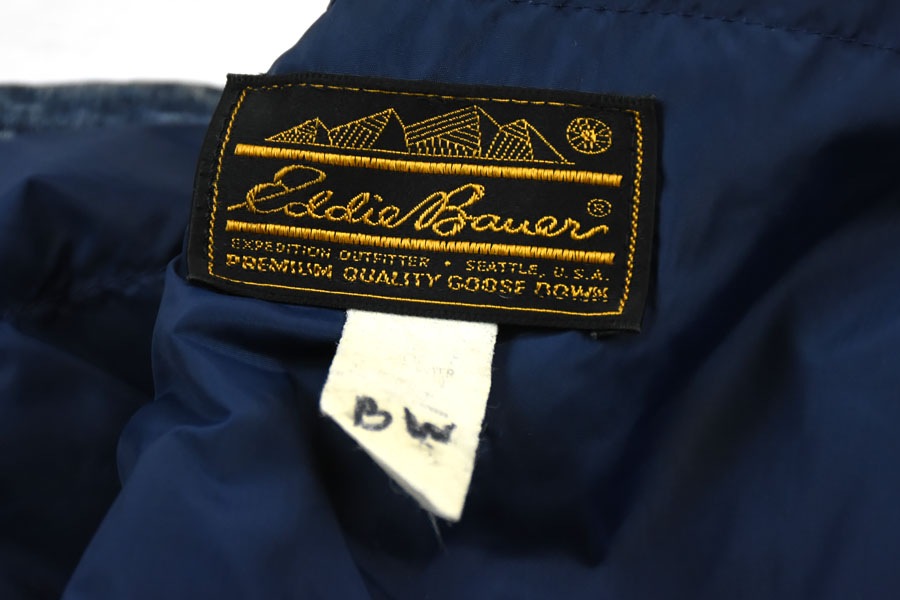 Eddie Bauer ®
EXPEDITION OUTFITTER • SEATTLE, U.S.A.
PREMIUM QUALITY GOOSE DOWN
BW